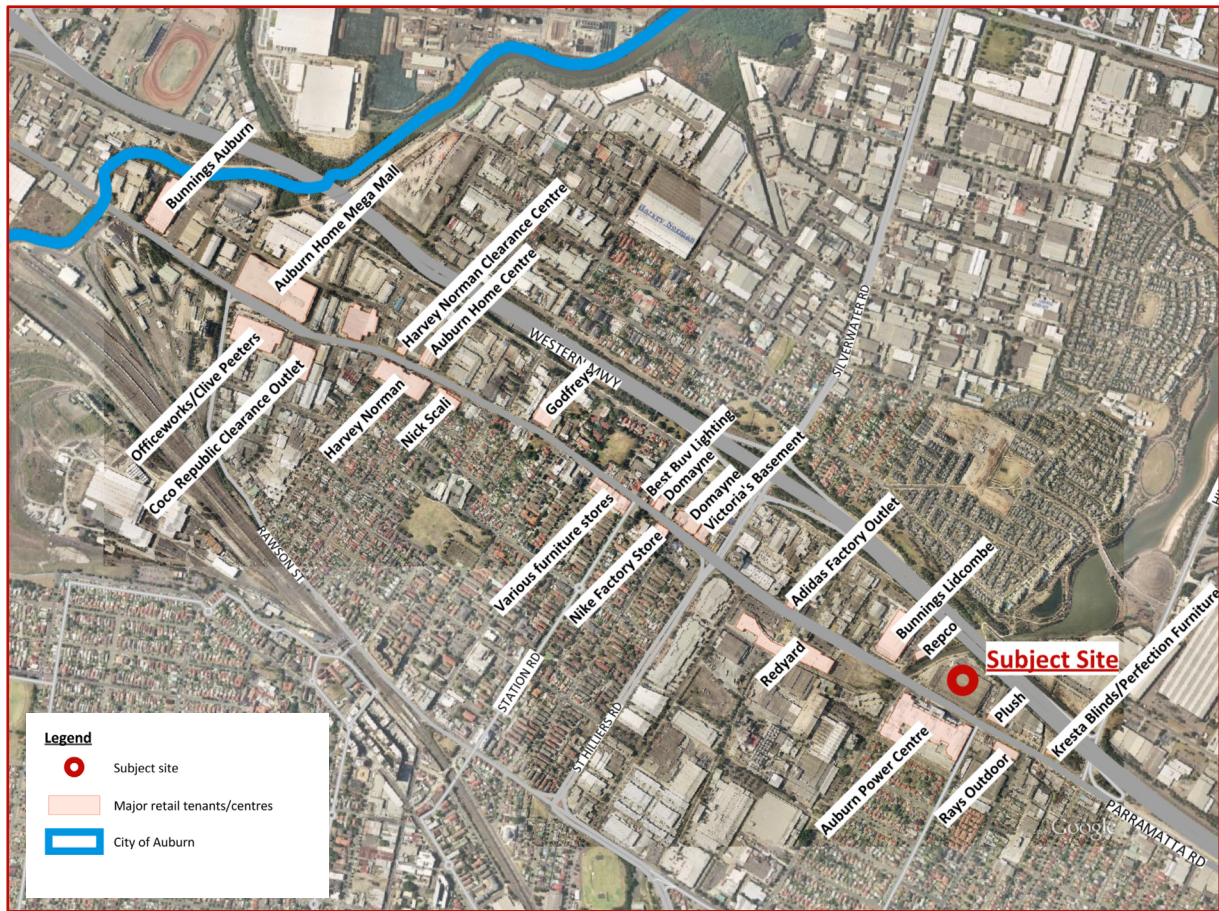 Bunnings Auburn
Auburn Home Mega Mall
Harvey Norman Clearance Centre
Auburn Home Centre
Harvey Norman
SILVERWATER RD
WESTERN MWY
Officeworks/Clive Peeters
Coco Republic Clearance Outlet
Harvey Norman
Nick Scali
Godfreys
Best Buy Lighting
Domayne
Domayne
Victoria's Basement
RAWSON ST
Various furniture stores
Nike Factory Store
Adidas Factory Outlet
Bunnings Lidcombe
Repco
Subject Site
STATION RD
ST HILLIERS RD
Redyard
Plush
Kresta Blinds/Perfection Furniture
Auburn Power Centre
Rays Outdoor
PARRAMATTA RD
Google
Legend
Subject site
Major retail tenants/centres
City of Auburn